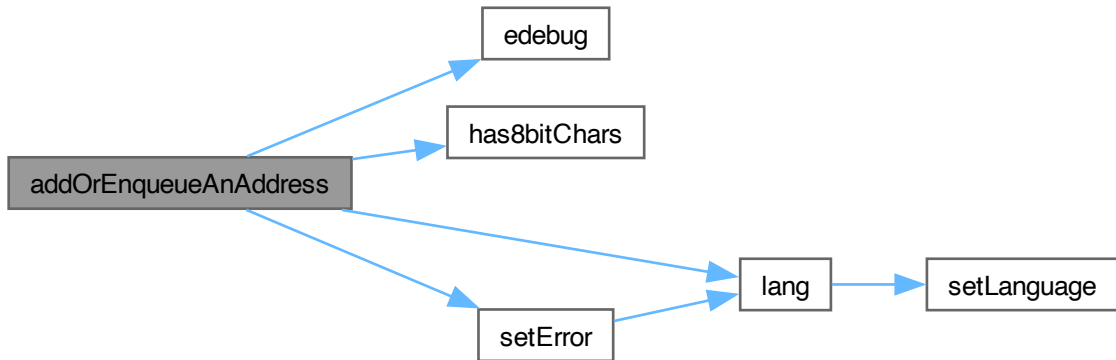 edebug
has8bitChars
addOrEnqueueAnAddress
lang
setLanguage
setError